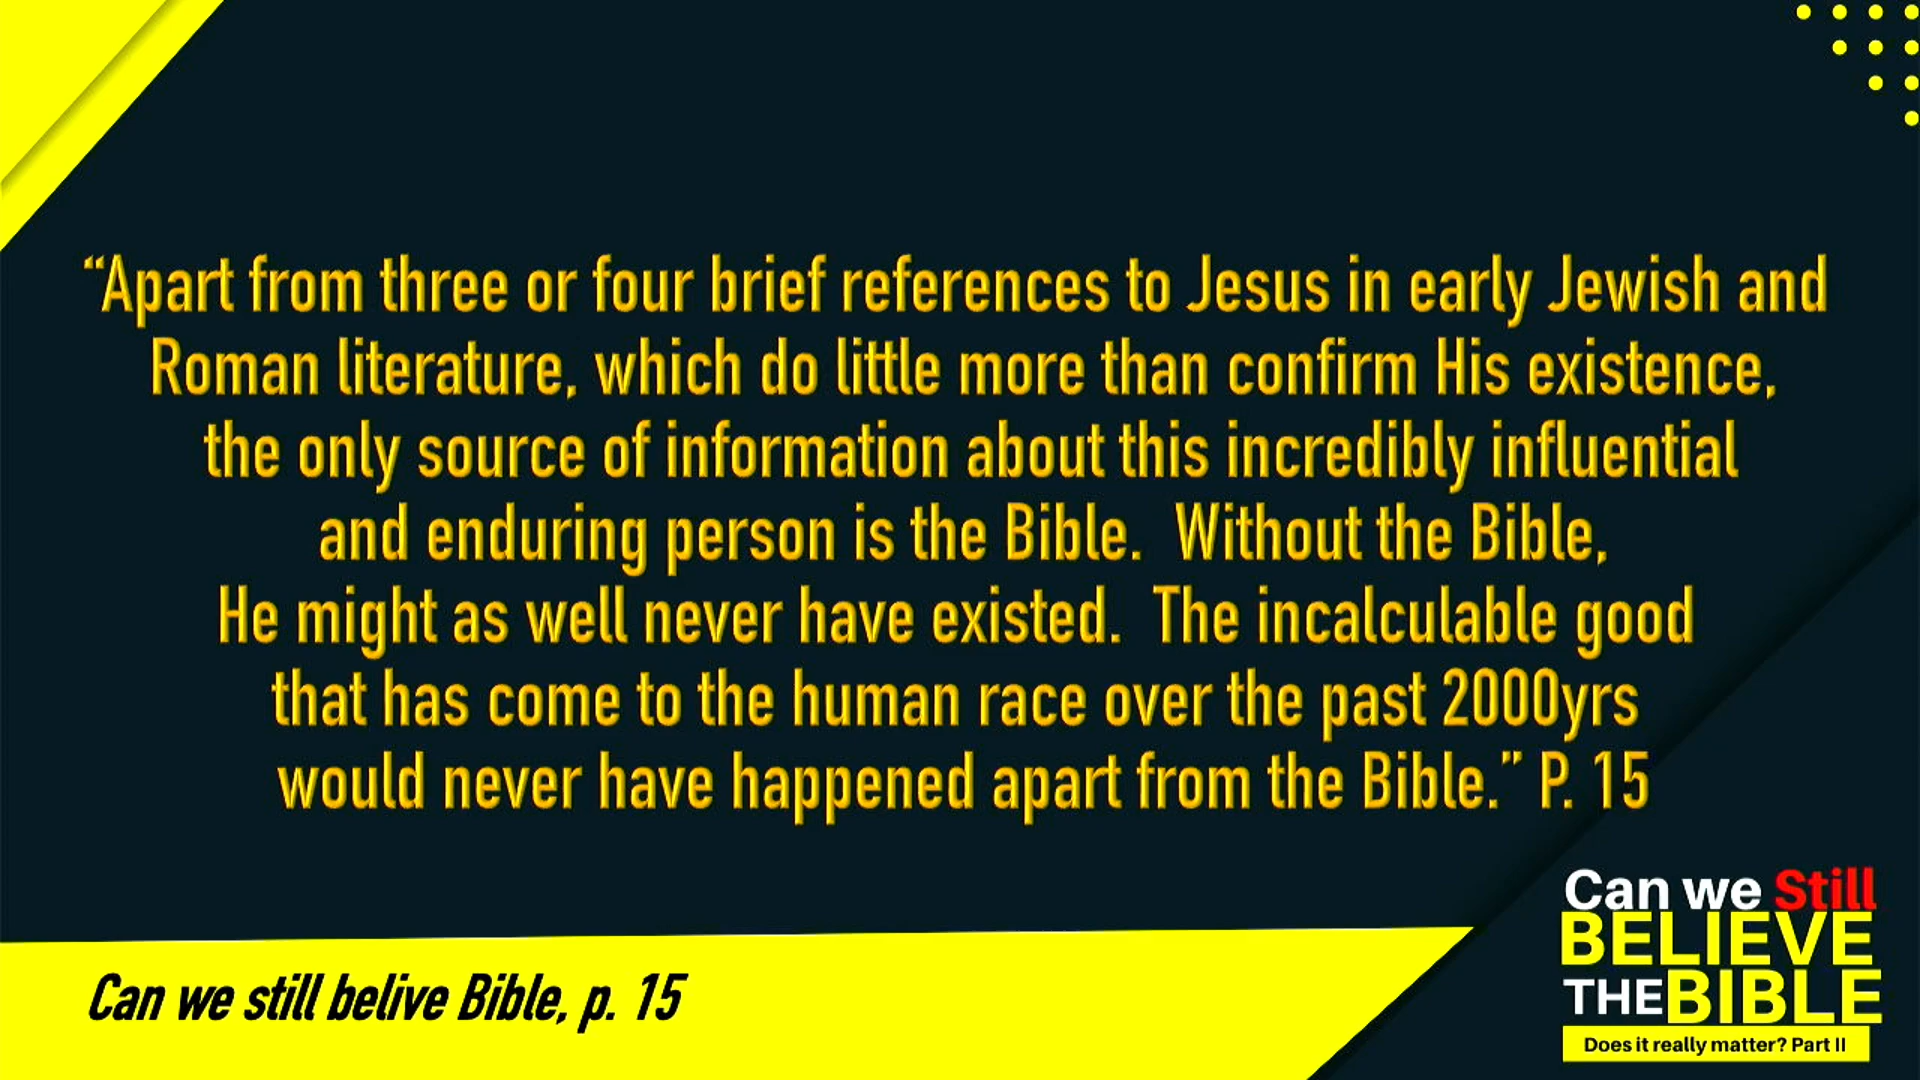 “Apart from three or four brief references to Jesus in early Jewish and
Roman literature, which do little more than confirm His existence,
the only source of information about this incredibly influential
and enduring person is the Bible.  Without the Bible,
He might as well never have existed.  The incalculable good
that has come to the human race over the past 2000yrs
would never have happened apart from the Bible.” P. 15
Can we still belive Bible, p. 15
Can we Still
BELIEVE
THE BIBLE
Does it really matter? Part II